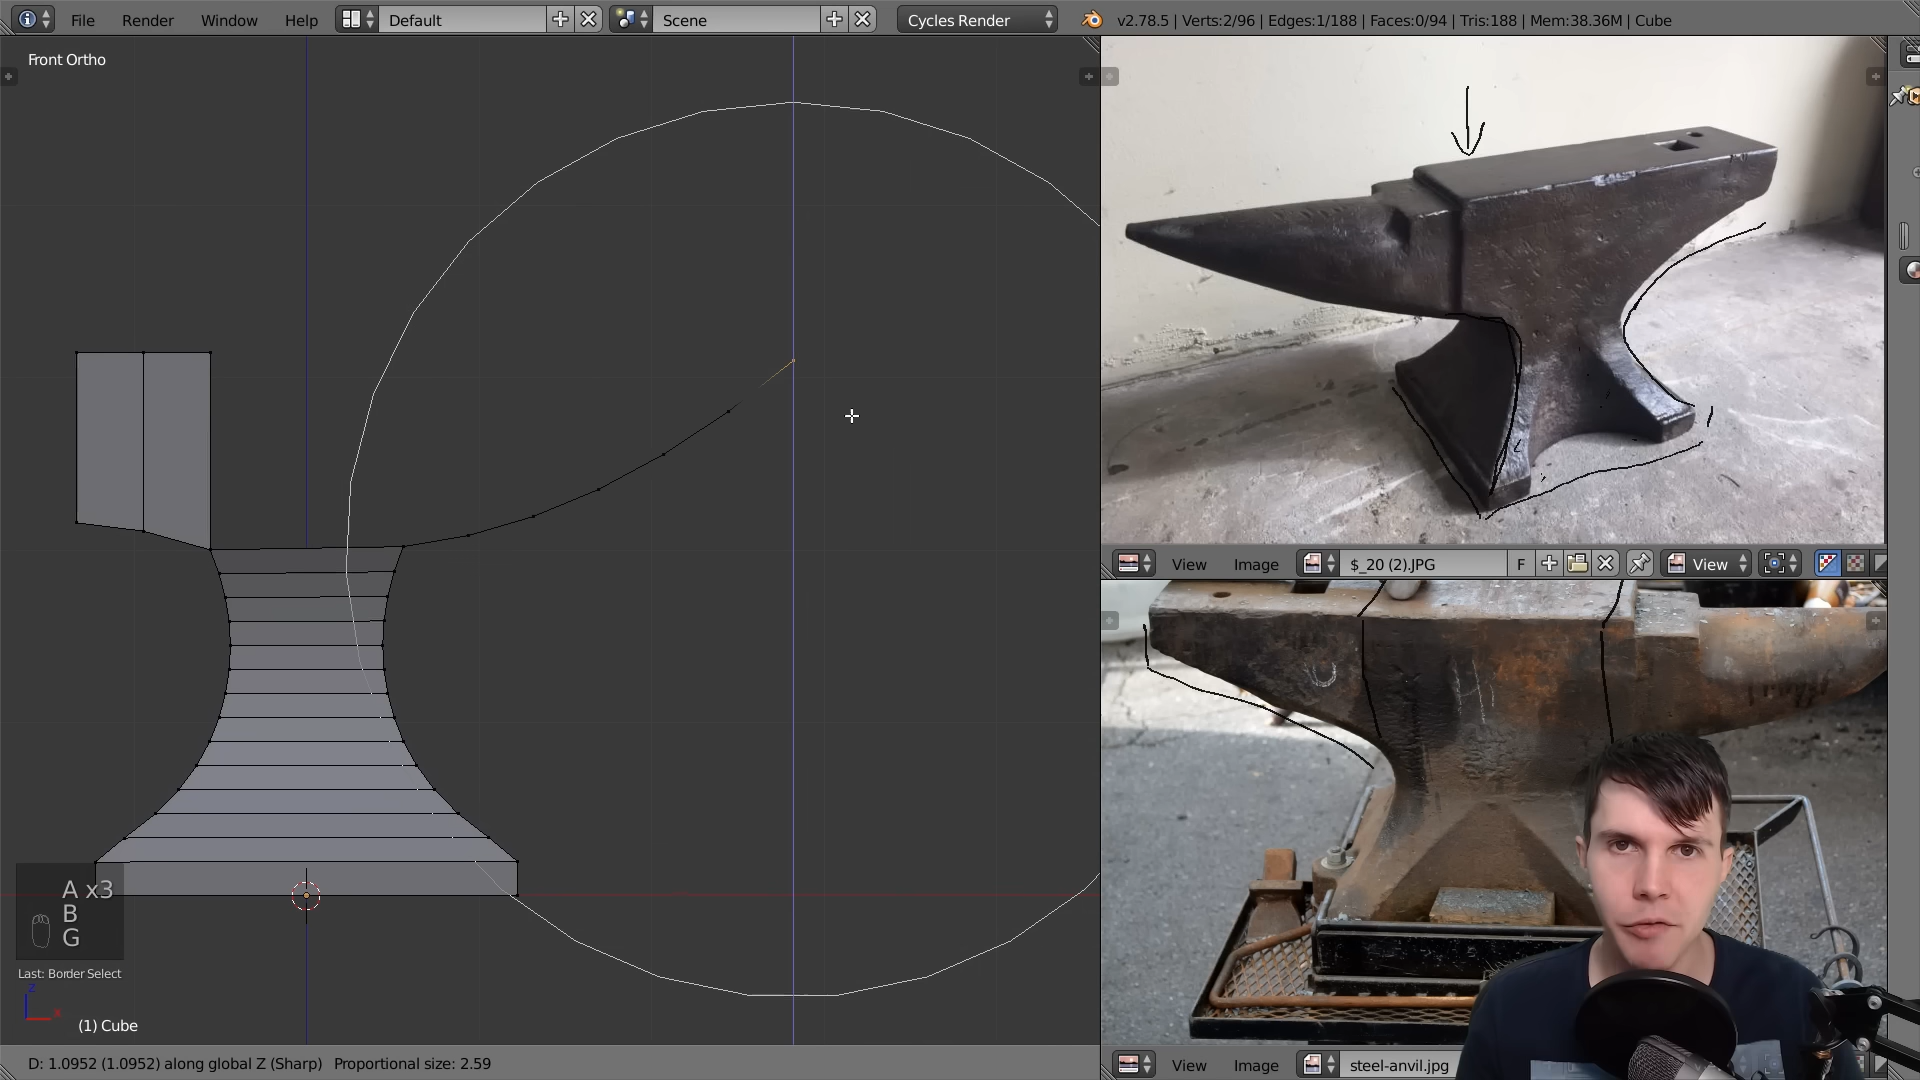 File Render Window Help Default Scene Cycles Render v2.78.5 | Verts:2/96 | Edges:1/188 | Faces:0/94 | Tris:188 | Mem:38.36M | Cube
Front Ortho
View Image $_20 (2).JPG F View
A x3
B
G
Last: Border Select
z
x
(1) Cube
D: 1.0952 (1.0952) along global Z (Sharp) Proportional size: 2.59
View Image steel-anvil.jpg